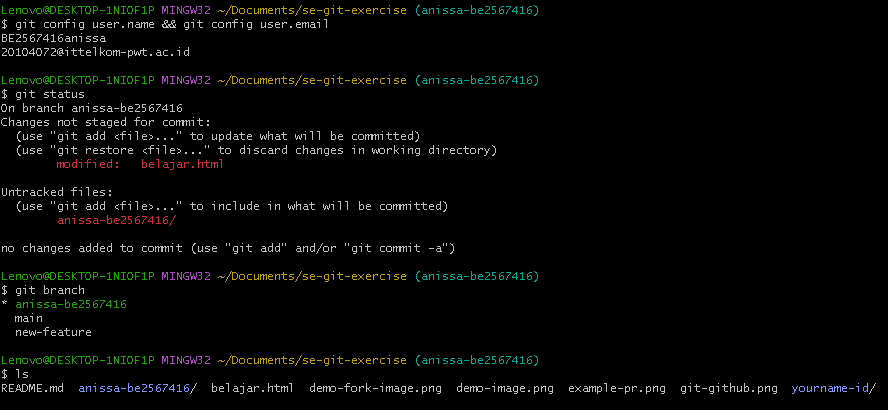 Lenovo@DESKTOP-1NIOF1P MINGW32 ~/Documents/se-git-exercise (anissa-be2567416)
$ git config user.name && git config user.email
BE2567416anissa
20104072@ittelkom-pwt.ac.id
Lenovo@DESKTOP-1NIOF1P MINGW32 ~/Documents/se-git-exercise (anissa-be2567416)
$ git status
On branch anissa-be2567416
Changes not staged for commit:
  (use "git add <file>..." to update what will be committed)
  (use "git restore <file>..." to discard changes in working directory)
        modified:   belajar.html
Untracked files:
  (use "git add <file>..." to include in what will be committed)
        anissa-be2567416/
no changes added to commit (use "git add" and/or "git commit -a")
Lenovo@DESKTOP-1NIOF1P MINGW32 ~/Documents/se-git-exercise (anissa-be2567416)
$ git branch
* anissa-be2567416
  main
  new-feature
Lenovo@DESKTOP-1NIOF1P MINGW32 ~/Documents/se-git-exercise (anissa-be2567416)
$ ls
README.md  anissa-be2567416/  belajar.html  demo-fork-image.png  demo-image.png  example-pr.png  git-github.png  yourname-id/